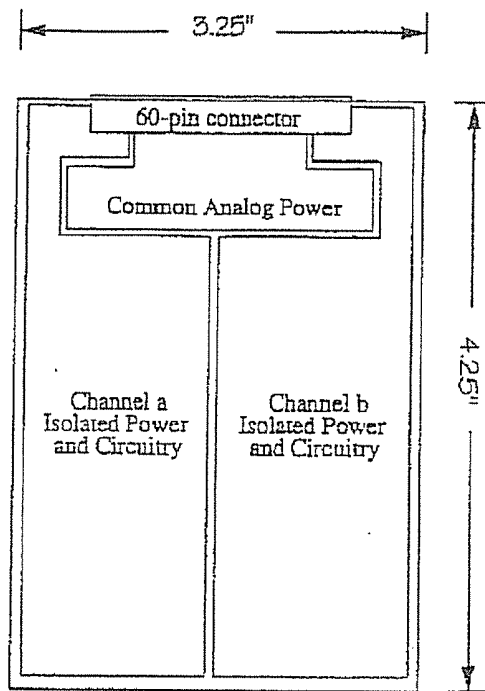 3.25"
60-pin connector
Common Analog Power
4.25"
Channel a
Isolated Power
and Circuitry
Channel b
Isolated Power
and Circuitry